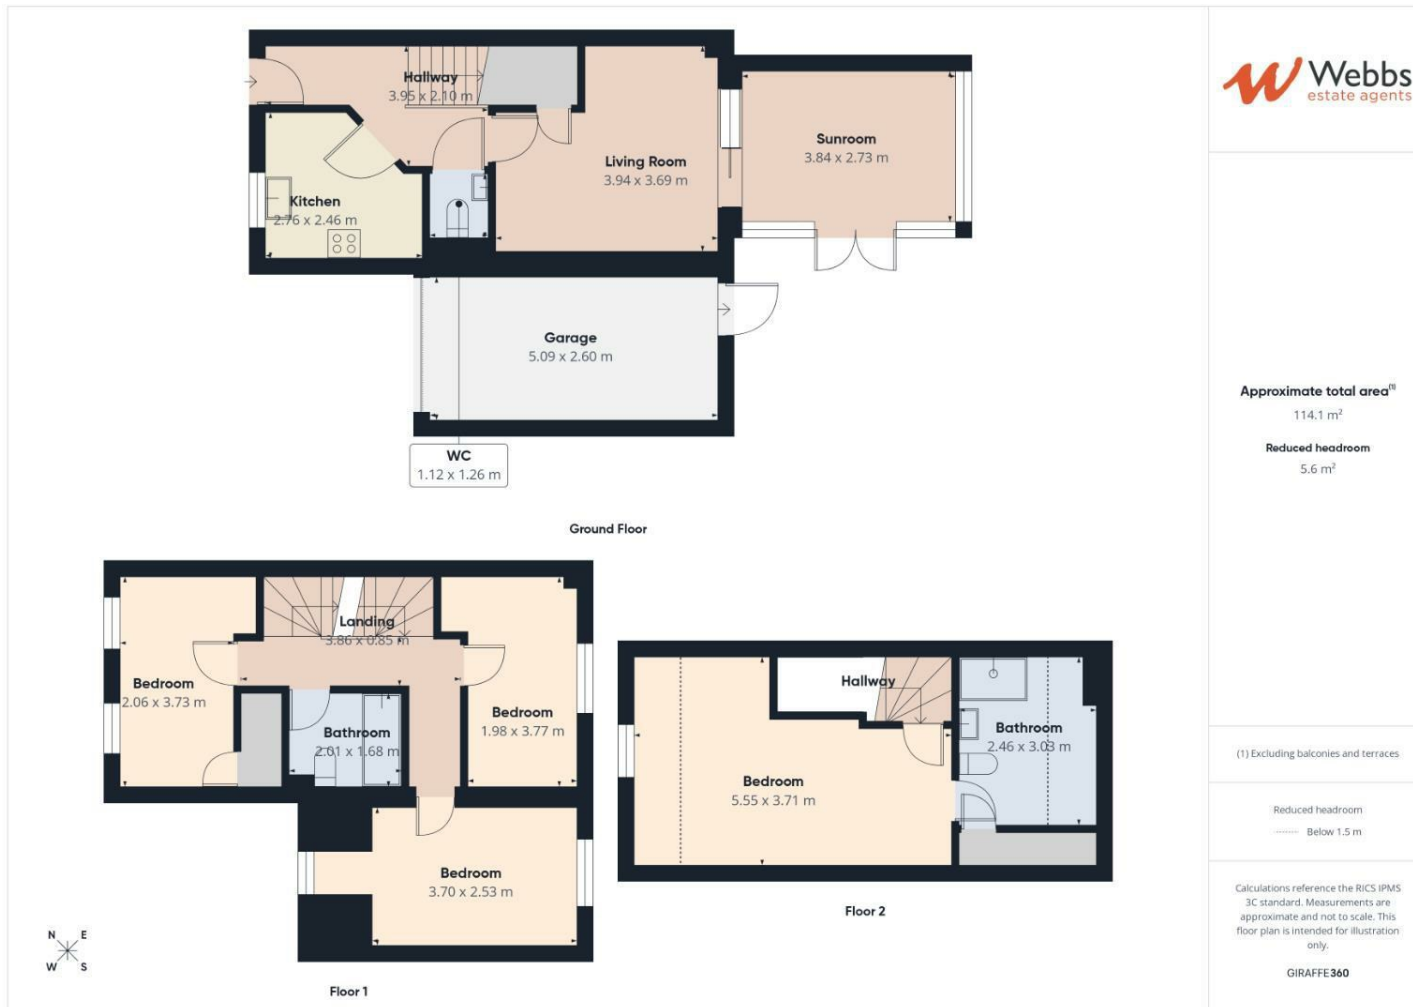 Hallway
3.95 x 2.10 m
Kitchen
2.76 x 2.46 m
Living Room
3.94 x 3.69 m
Sunroom
3.84 x 2.73 m
Garage
5.09 x 2.60 m
WC
1.12 x 1.26 m
Ground Floor
Landing
3.86 x 0.85 m
Bedroom
2.06 x 3.73 m
Bathroom
2.01 x 1.68 m
Bedroom
1.98 x 3.77 m
Bedroom
3.70 x 2.53 m
Floor 1
N E
W S
Hallway
Bedroom
5.55 x 3.71 m
Bathroom
2.46 x 3.03 m
Floor 2
w Webbs
estate agents
Approximate total area(1)
114.1 m²
Reduced headroom
5.6 m²
(1) Excluding balconies and terraces
Reduced headroom
Below 1.5 m
Calculations reference the RICS IPMS
3C standard. Measurements are
approximate and not to scale. This
floor plan is intended for illustration
only.
GIRAFFE360